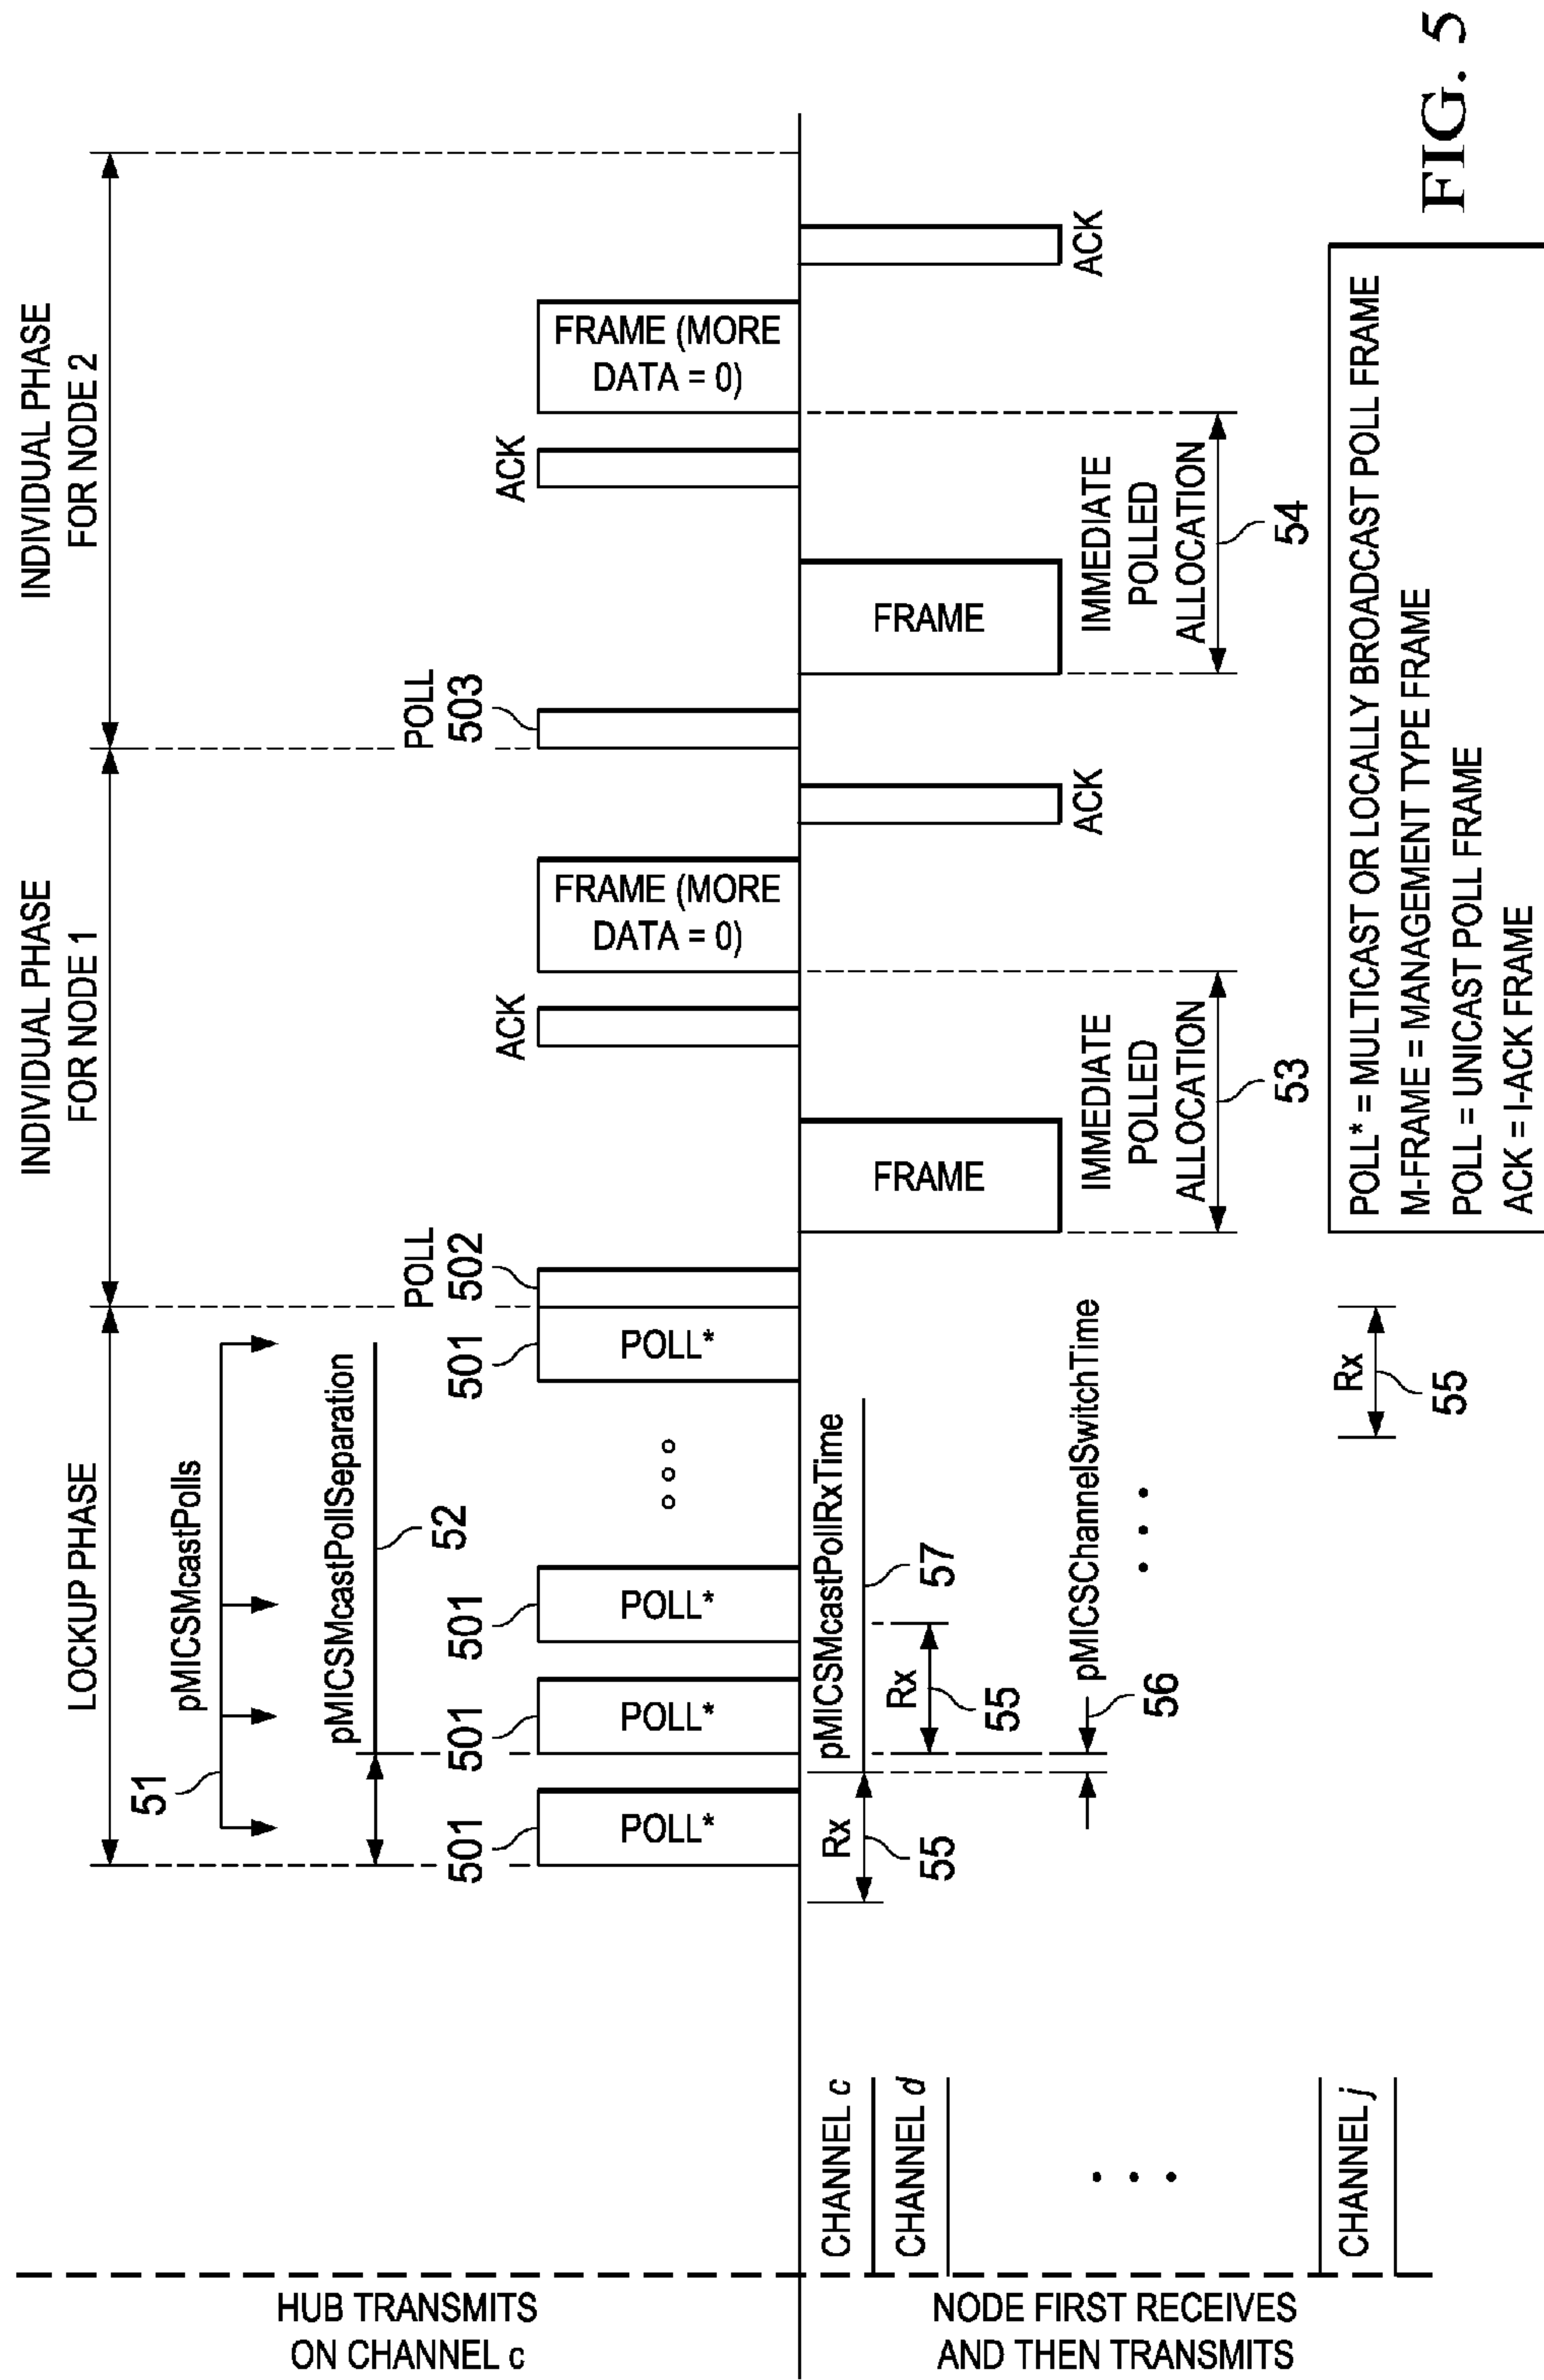 LOCKUP PHASE
INDIVIDUAL PHASE
FOR NODE 1
INDIVIDUAL PHASE
FOR NODE 2
51
pMICSMcastPolls
pMICSMcastPollSeparation
52
HUB TRANSMITS
ON CHANNEL c
501
501
501
501
POLL
502
ACK
POLL
503
ACK
POLL*
POLL*
POLL*
POLL*
FRAME (MORE
DATA = 0)
FRAME (MORE
DATA = 0)
NODE FIRST RECEIVES
AND THEN TRANSMITS
CHANNEL c
CHANNEL d
CHANNEL j
Rx
55
pMICSMcastPollRxTime
57
Rx
55
56
pMICSChannelSwitchTime
Rx
55
FRAME
ACK
FRAME
ACK
IMMEDIATE
POLLED
ALLOCATION
53
IMMEDIATE
POLLED
ALLOCATION
54
POLL* = MULTICAST OR LOCALLY BROADCAST POLL FRAME
M-FRAME = MANAGEMENT TYPE FRAME
POLL = UNICAST POLL FRAME
ACK = I-ACK FRAME
FIG. 5